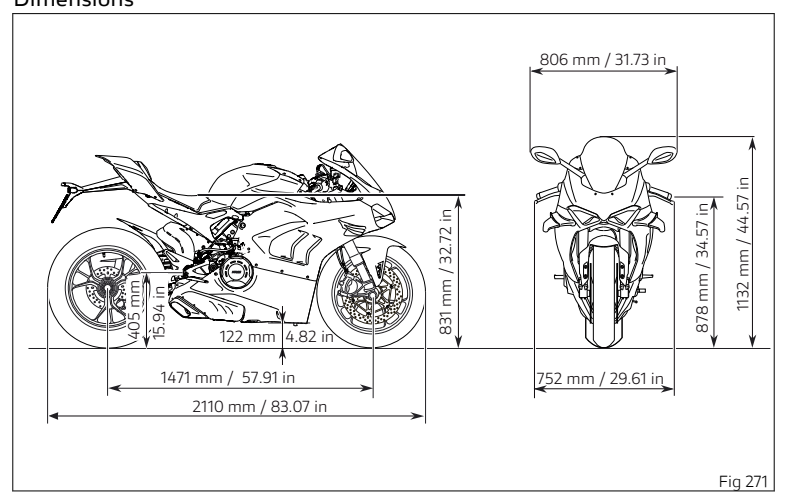 Dimensions
806 mm / 31.73 in
831 mm / 32.72 in
878 mm / 34.57 in
1132 mm / 44.57 in
405 mm
15.94 in
122 mm
4.82 in
1471 mm /  57.91 in
752 mm / 29.61 in
2110 mm / 83.07 in
Fig 271